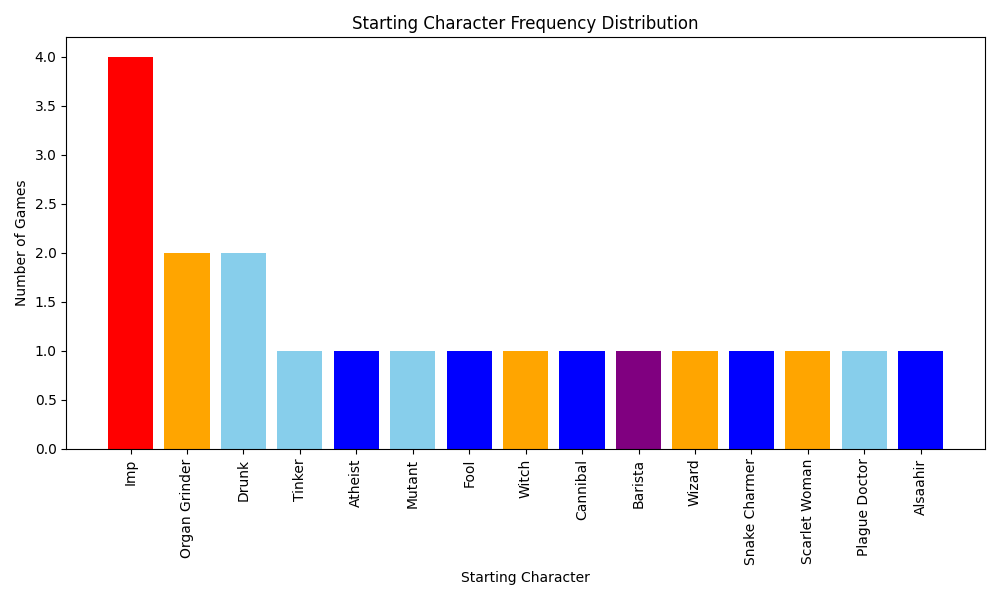 Starting Character Frequency Distribution
Number of Games
4.0
3.5
3.0
2.5
2.0
1.5
1.0
0.5
0.0
Imp
Organ Grinder
Drunk
Tinker
Atheist
Mutant
Fool
Witch
Cannibal
Barista
Wizard
Snake Charmer
Scarlet Woman
Plague Doctor
Alsaahir
Starting Character